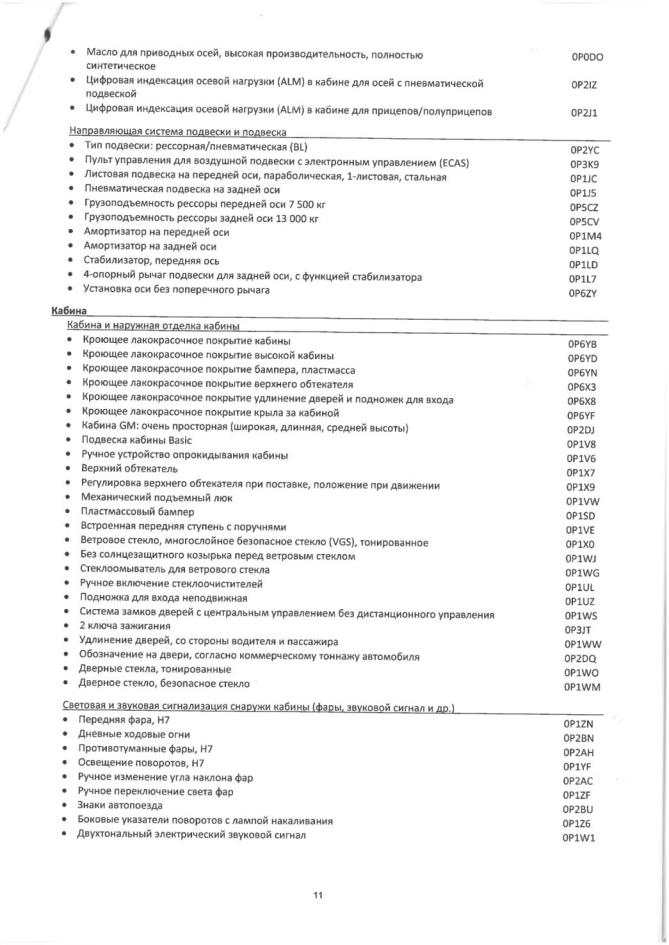 • Масло для приводных осей, высокая производительность, полностью 0P0DO
синтетическое
• Цифровая индексация осевой нагрузки (ALM) в кабине для осей с пневматической 0P2IZ
подвеской
• Цифровая индексация осевой нагрузки (ALM) в кабине для прицепов/полуприцепов 0P2J1
Направляющая система подвески и подвеска
• Тип подвески: рессорная/пневматическая (BL) 0P2YC
• Пульт управления для воздушной подвески с электронным управлением (ECAS) 0P3K9
• Листовая подвеска на передней оси, параболическая, 1-листовая, стальная 0P1JC
• Пневматическая подвеска на задней оси 0P1J5
• Грузоподъемность рессоры передней оси 7 500 кг 0P5CZ
• Грузоподъемность рессоры задней оси 13 000 кг 0P5CV
• Амортизатор на передней оси 0P1M4
• Амортизатор на задней оси 0P1LQ
• Стабилизатор, передняя ось 0P1LD
• 4-опорный рычаг подвески для задней оси, с функцией стабилизатора 0P1L7
• Установка оси без поперечного рычага 0P6ZY
Кабина
Кабина и наружная отделка кабины
• Кроющее лакокрасочное покрытие кабины 0P6YB
• Кроющее лакокрасочное покрытие высокой кабины 0P6YD
• Кроющее лакокрасочное покрытие бампера, пластмасса 0P6YN
• Кроющее лакокрасочное покрытие верхнего обтекателя 0P6X3
• Кроющее лакокрасочное покрытие удлинение дверей и подножек для входа 0P6X8
• Кроющее лакокрасочное покрытие крыла за кабиной 0P6YF
• Кабина GM: очень просторная (широкая, длинная, средней высоты) 0P2DJ
• Подвеска кабины Basic 0P1V8
• Ручное устройство опрокидывания кабины 0P1V6
• Верхний обтекатель 0P1X7
• Регулировка верхнего обтекателя при поставке, положение при движении 0P1X9
• Механический подъемный люк 0P1VW
• Пластмассовый бампер 0P1SD
• Встроенная передняя ступень с поручнями 0P1VE
• Ветровое стекло, многослойное безопасное стекло (VGS), тонированное 0P1X0
• Без солнцезащитного козырька перед ветровым стеклом 0P1WJ
• Стеклоомыватель для ветрового стекла 0P1WG
• Ручное включение стеклоочистителей 0P1UL
• Подножка для входа неподвижная 0P1UZ
• Система замков дверей с центральным управлением без дистанционного управления 0P1WS
• 2 ключа зажигания 0P3JT
• Удлинение дверей, со стороны водителя и пассажира 0P1WW
• Обозначение на двери, согласно коммерческому тоннажу автомобиля 0P2DQ
• Дверные стекла, тонированные 0P1WO
• Дверное стекло, безопасное стекло 0P1WM
Световая и звуковая сигнализация снаружи кабины (фары, звуковой сигнал и др.)
• Передняя фара, H7 0P1ZN
• Дневные ходовые огни 0P2BN
• Противотуманные фары, H7 0P2AH
• Освещение поворотов, H7 0P1YF
• Ручное изменение угла наклона фар 0P2AC
• Ручное переключение света фар 0P1ZF
• Знаки автопоезда 0P2BU
• Боковые указатели поворотов с лампой накаливания 0P1Z6
• Двухтональный электрический звуковой сигнал 0P1W1
11